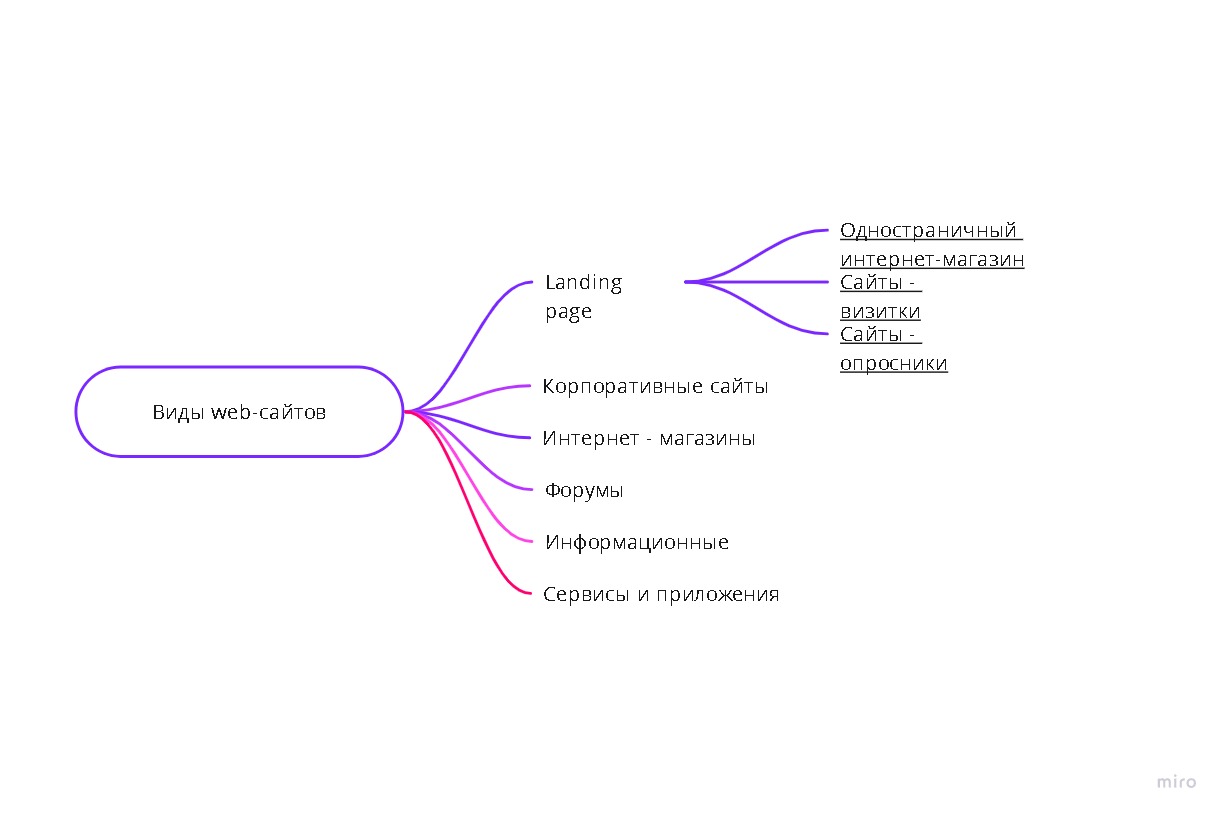 Виды web-сайтов
Landing
page
Одностраничный
интернет-магазин
Сайты -
визитки
Сайты -
опросники
Корпоративные сайты
Интернет - магазины
Форумы
Информационные
Сервисы и приложения
miro